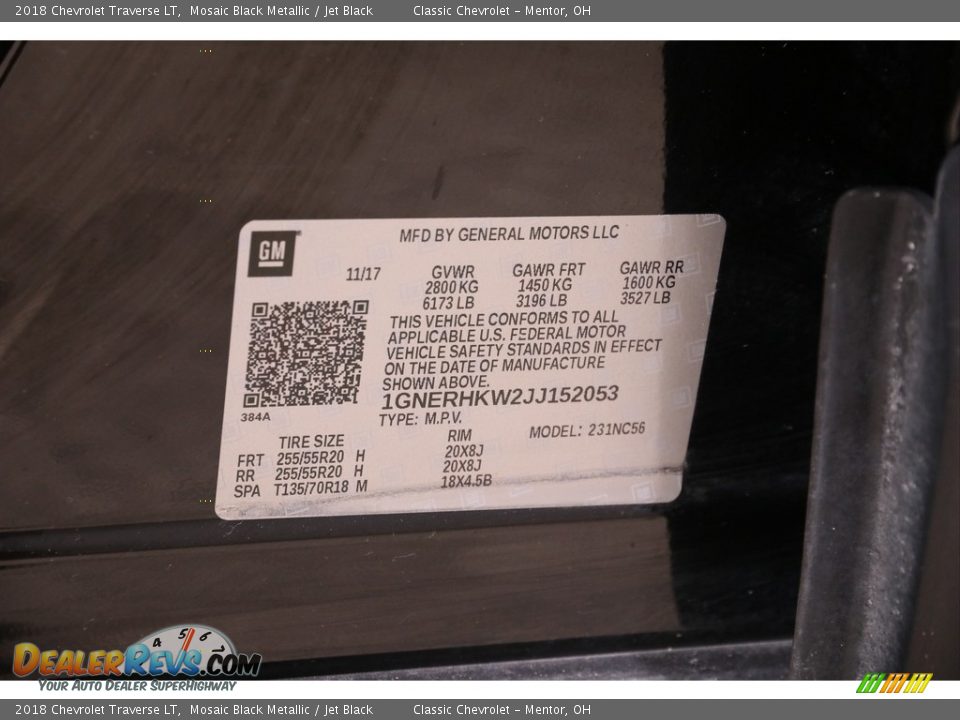 2018 Chevrolet Traverse LT, Mosaic Black Metallic / Jet Black Classic Chevrolet - Mentor, OH
GM
MFD BY GENERAL MOTORS LLC
11/17 GVWR GAWR FRT GAWR RR
2800 KG 1450 KG 1600 KG
6173 LB 3196 LB 3527 LB
THIS VEHICLE CONFORMS TO ALL
APPLICABLE U.S. FEDERAL MOTOR
VEHICLE SAFETY STANDARDS IN EFFECT
ON THE DATE OF MANUFACTURE
SHOWN ABOVE.
384A
1GNERHKW2JJ152053
TYPE: M.P.V. MODEL: 231NC56
TIRE SIZE RIM
FRT 255/55R20 H 20X8J
RR 255/55R20 H 20X8J
SPA T135/70R18 M 18X4.5B
4 5 6
DEALERREVS.COM
YOUR AUTO DEALER SUPERHIGHWAY
2018 Chevrolet Traverse LT, Mosaic Black Metallic / Jet Black Classic Chevrolet - Mentor, OH